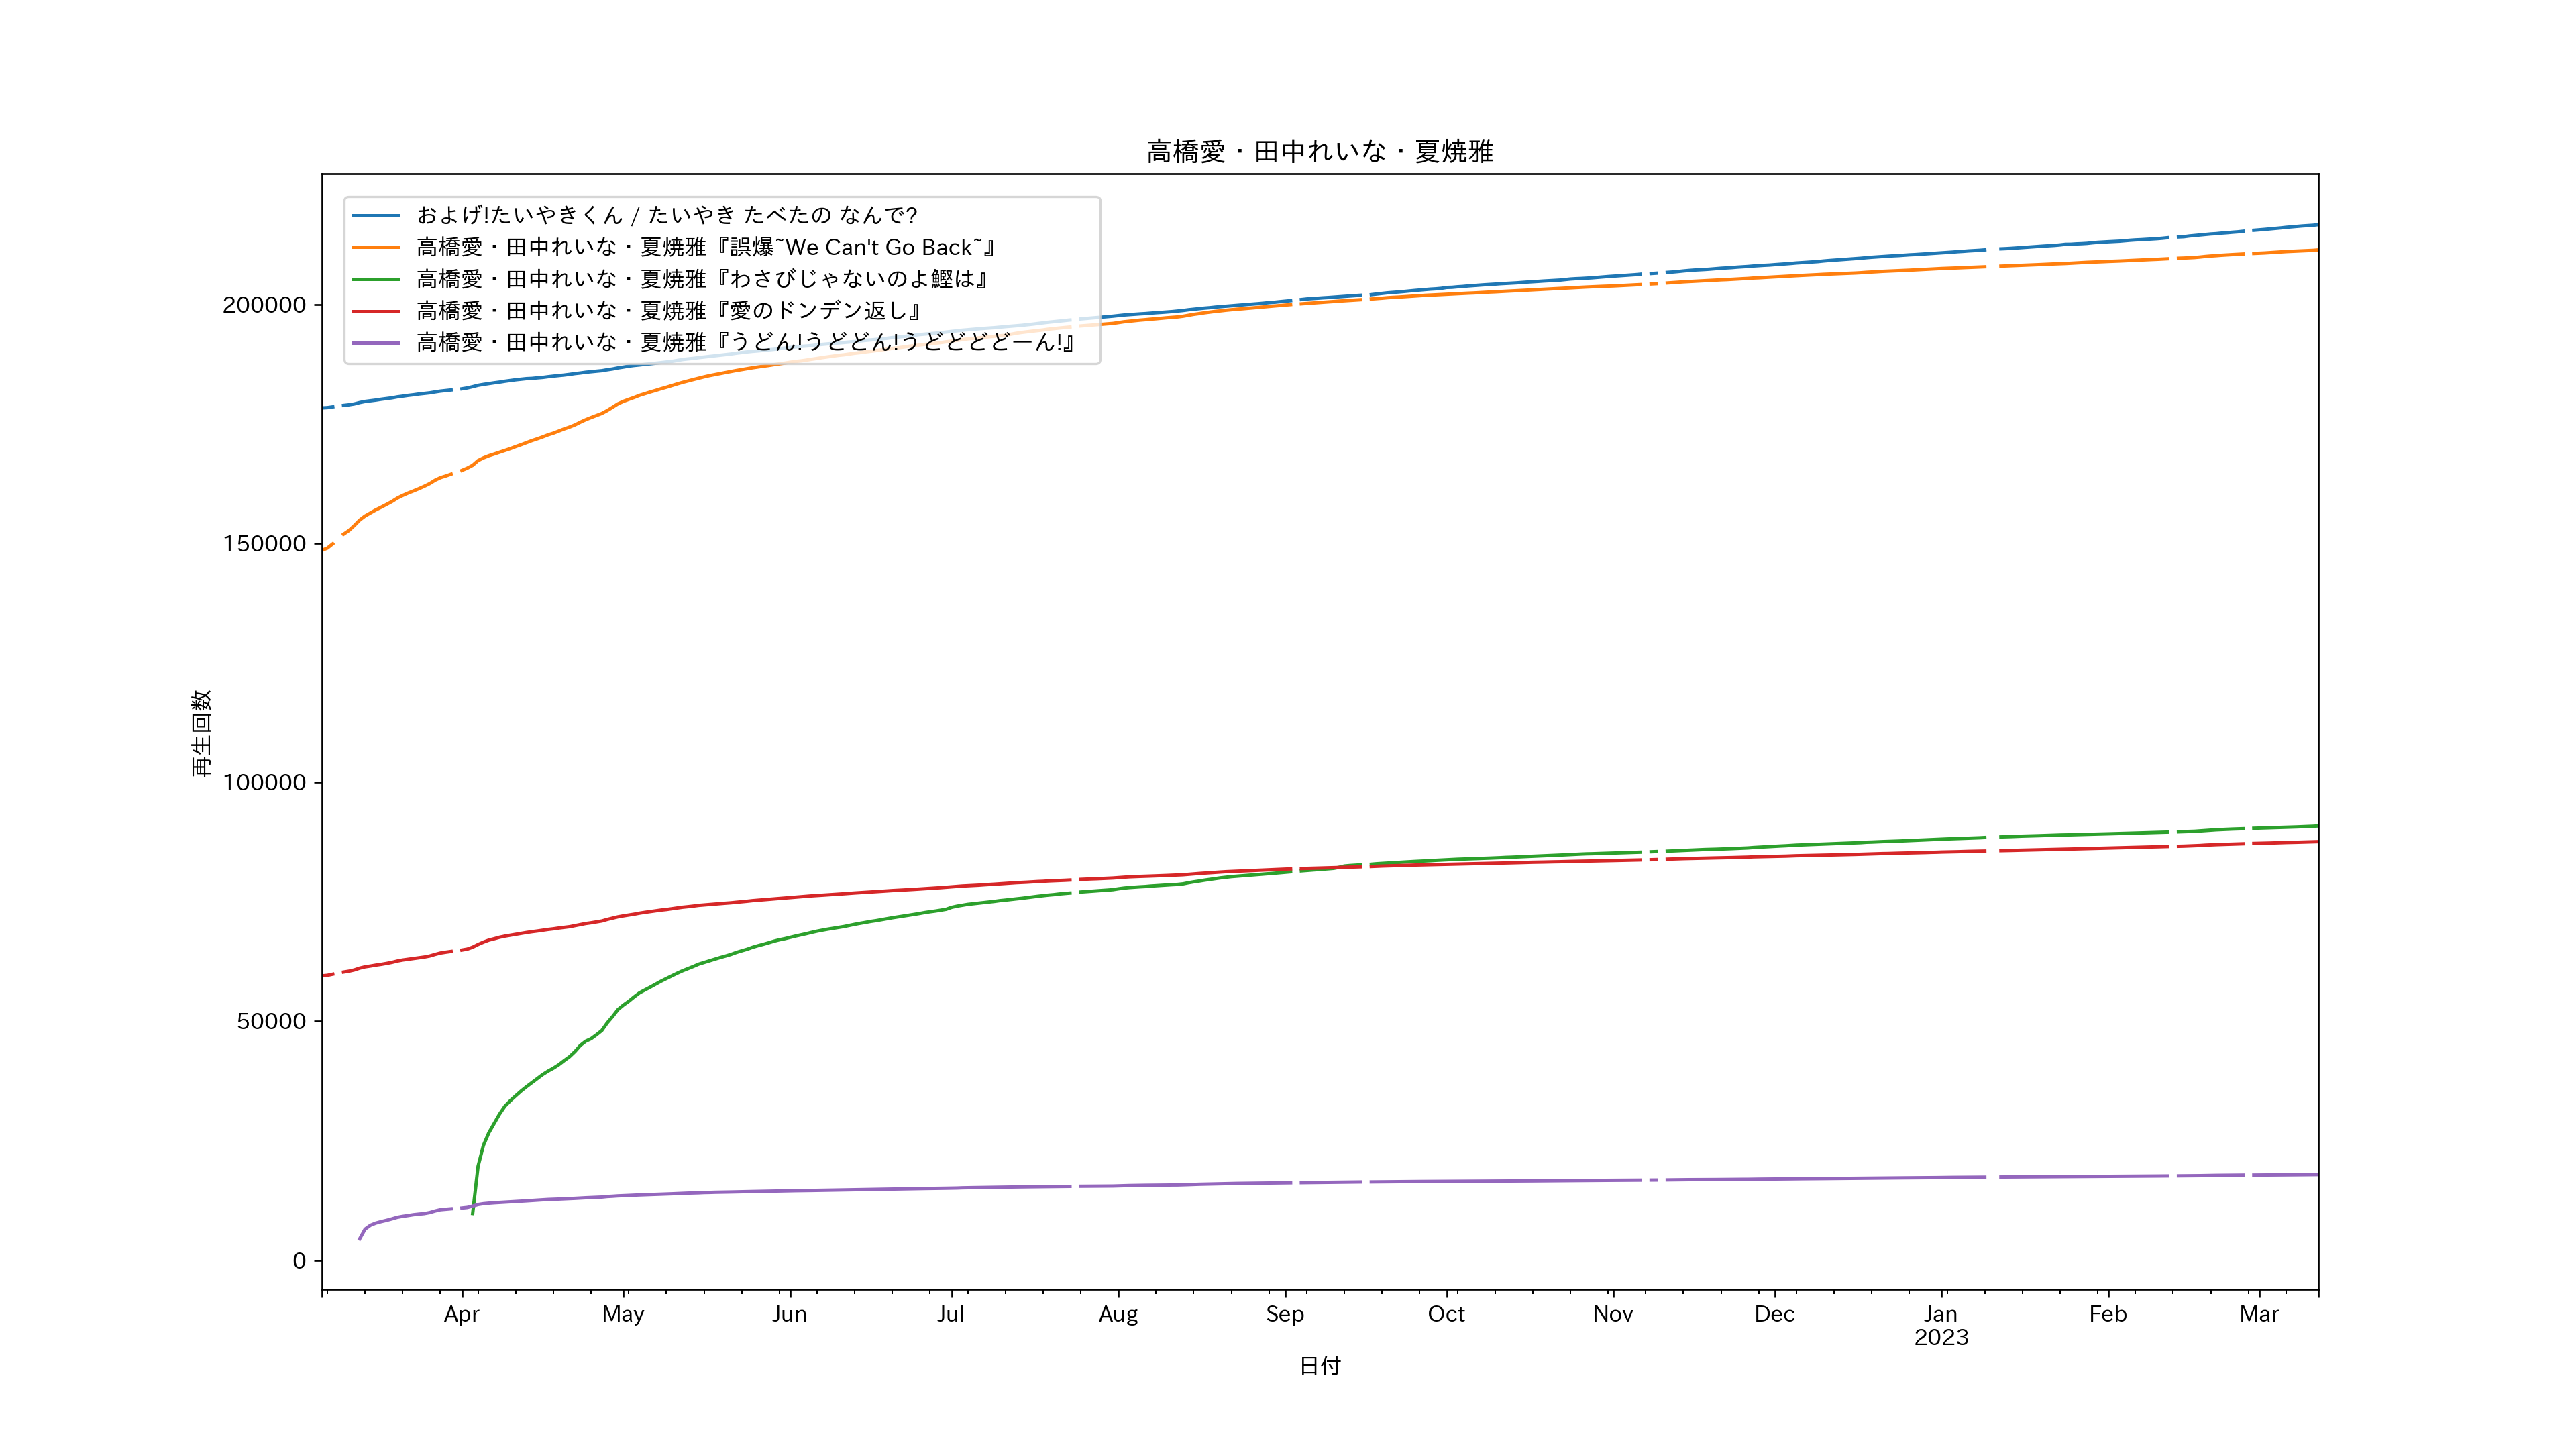 高橋愛・田中れいな・夏焼雅
およげ!たいやきくん / たいやき たべたの なんで?
高橋愛・田中れいな・夏焼雅『誤爆~We Can't Go Back~』
高橋愛・田中れいな・夏焼雅『わさびじゃないのよ鰹は』
高橋愛・田中れいな・夏焼雅『愛のドンデン返し』
高橋愛・田中れいな・夏焼雅『うどん!うどどん!うどどどどーん!』
200000
150000
100000
50000
0
再生回数
Apr May Jun Jul Aug Sep Oct Nov Dec Jan Feb Mar
2023
日付